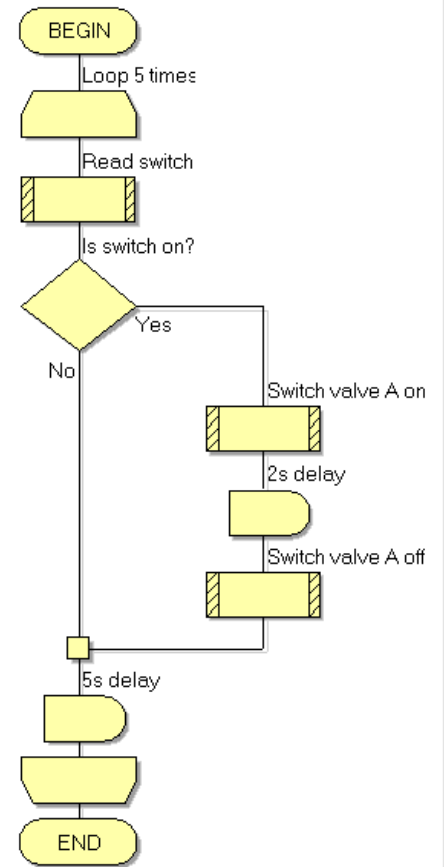 BEGIN
Loop 5 times
Read switch
Is switch on?
Yes
No
Switch valve A on
2s delay
Switch valve A off
5s delay
END